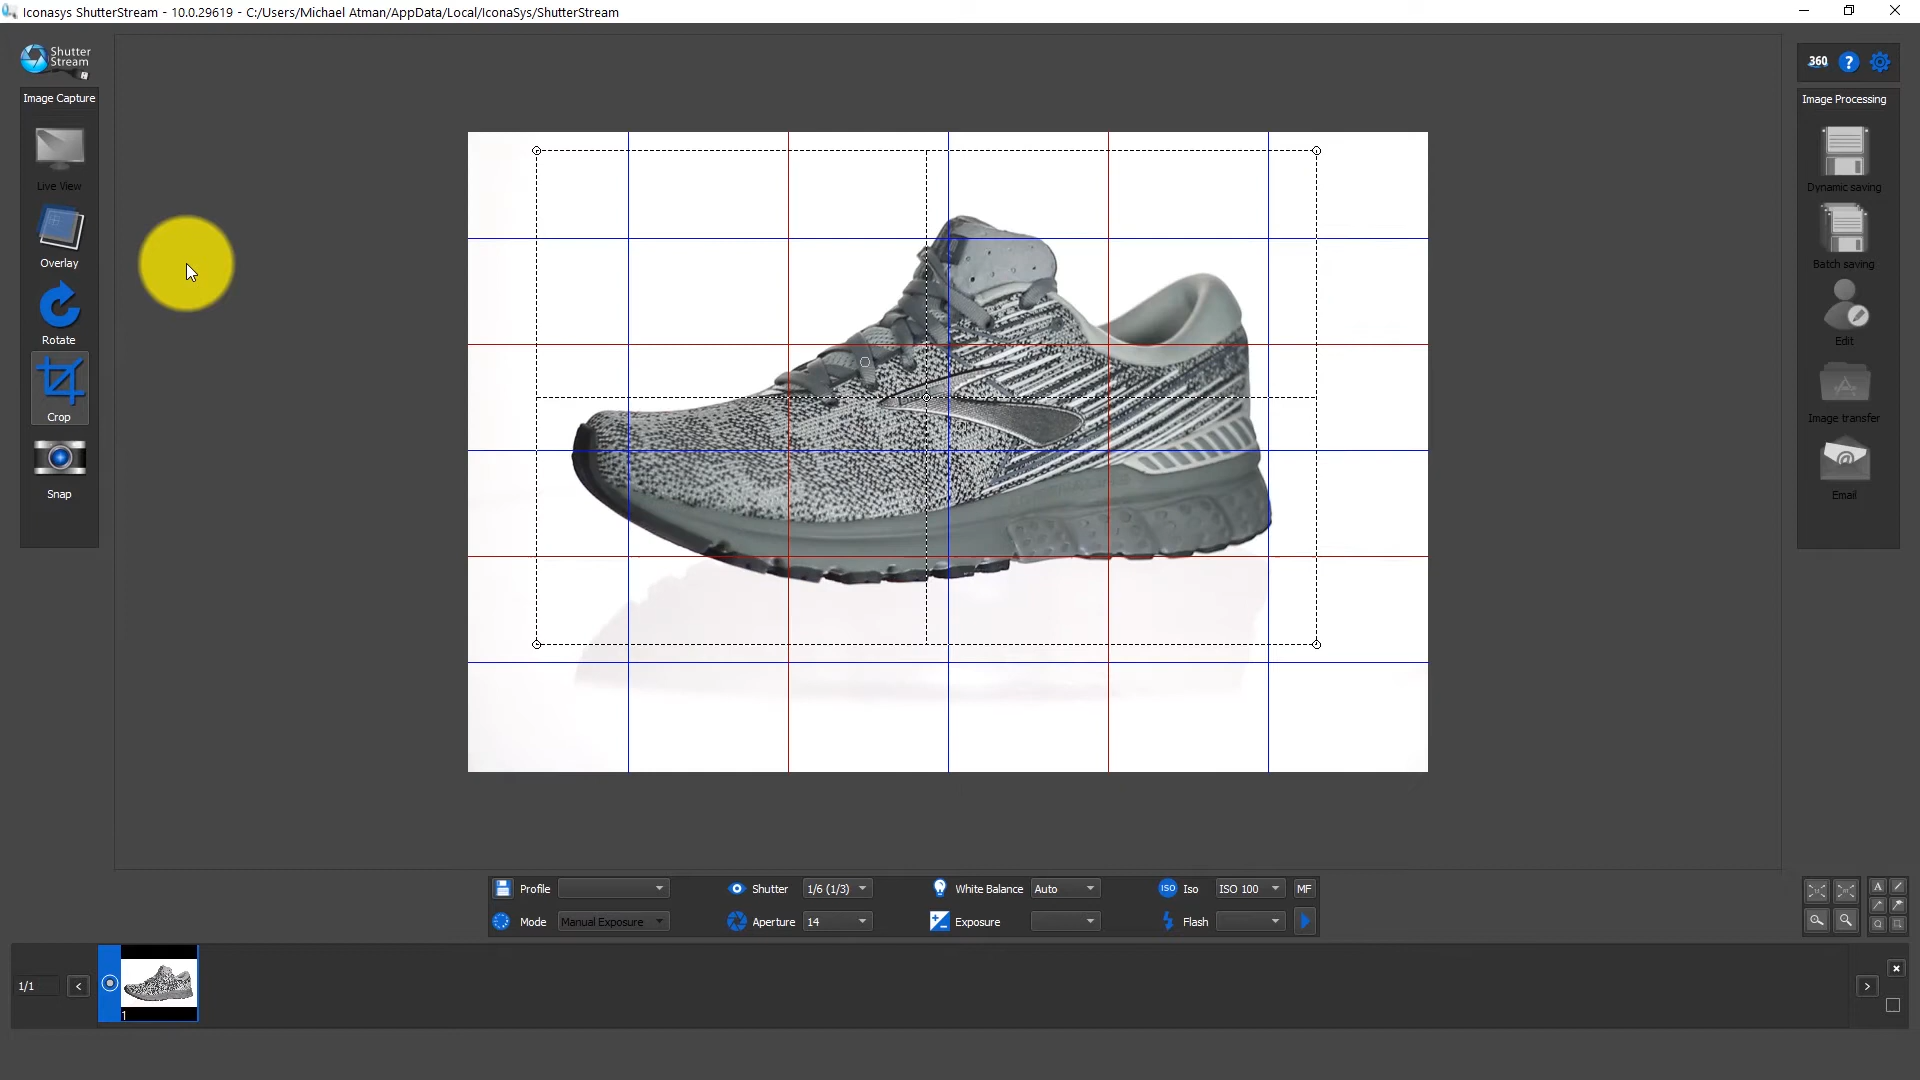 Iconasys ShutterStream - 10.0.29619 - C:/Users/Michael Atman/AppData/Local/IconaSys/ShutterStream
Shutter
Stream
Image Capture
Live View
Overlay
Rotate
Crop
Snap
360
?
Image Processing
Dynamic saving
Batch saving
Edit
Image transfer
@
Email
Profile
Shutter
1/6 (1/3)
White Balance
Auto
ISO
Iso
ISO 100
MF
Mode
Manual Exposure
Aperture
14
Exposure
Flash
A
1/1
<
1
>